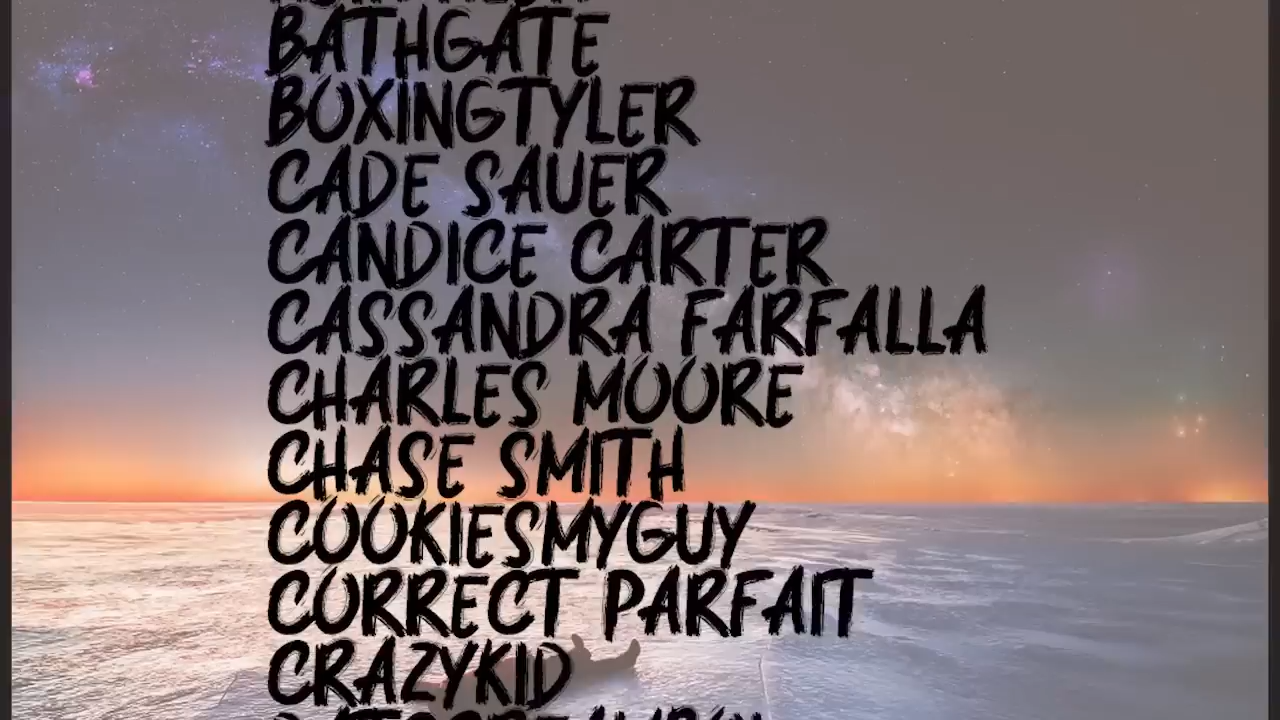 BATHGATE
BOXINGTYLER
CADE SAUER
CANDICE CARTER
CASSANDRA FARFALLA
CHARLES MOORE
CHASE SMITH
COOKIESMYGUY
CORRECT PARFAIT
CRAZYKID